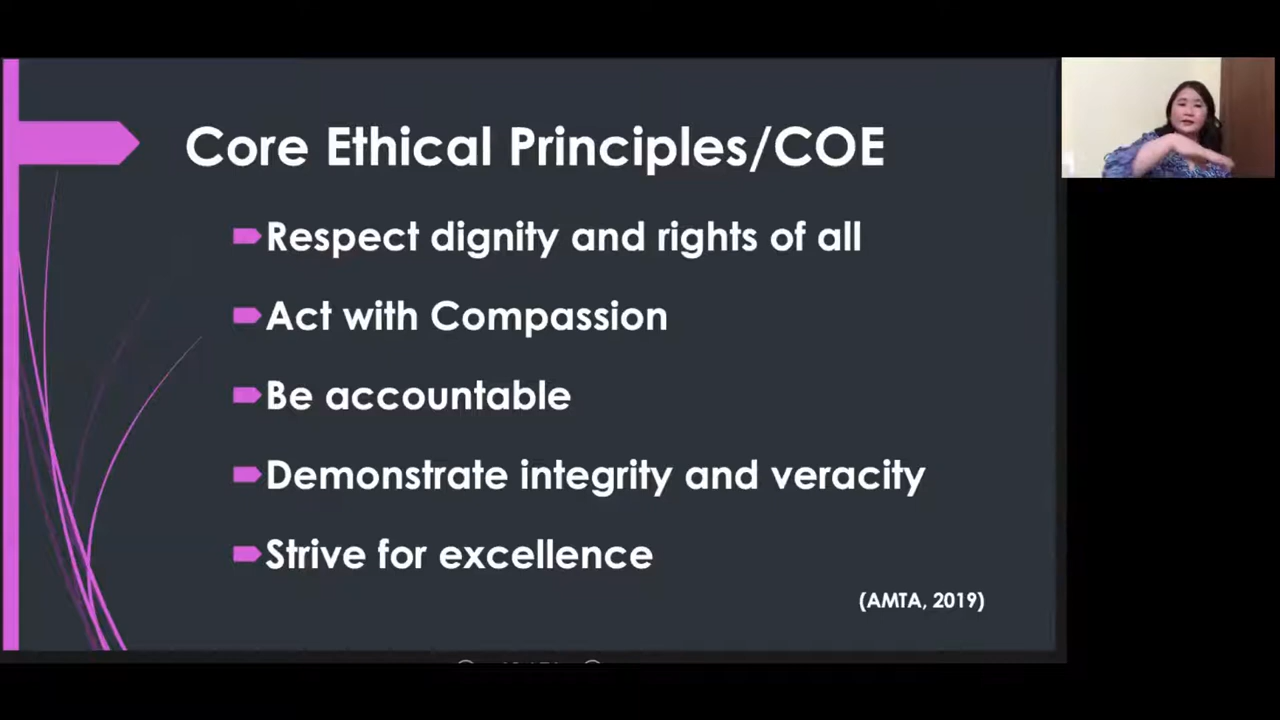 Core Ethical Principles/COE
Respect dignity and rights of all
Act with Compassion
Be accountable
Demonstrate integrity and veracity
Strive for excellence
(AMTA, 2019)